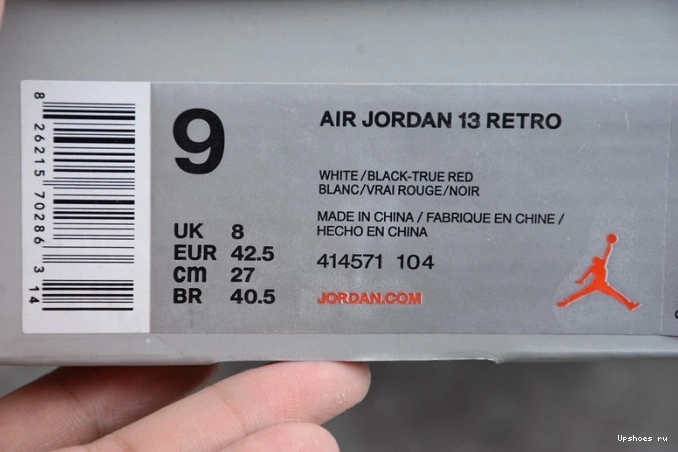 8 26215 70286 3 14
9
UK 8
EUR 42.5
cm 27
BR 40.5
AIR JORDAN 13 RETRO
WHITE/BLACK-TRUE RED
BLANC/VRAI ROUGE/NOIR
MADE IN CHINA / FABRIQUE EN CHINE /
HECHO EN CHINA
414571 104
JORDAN.COM
Upshoes ru